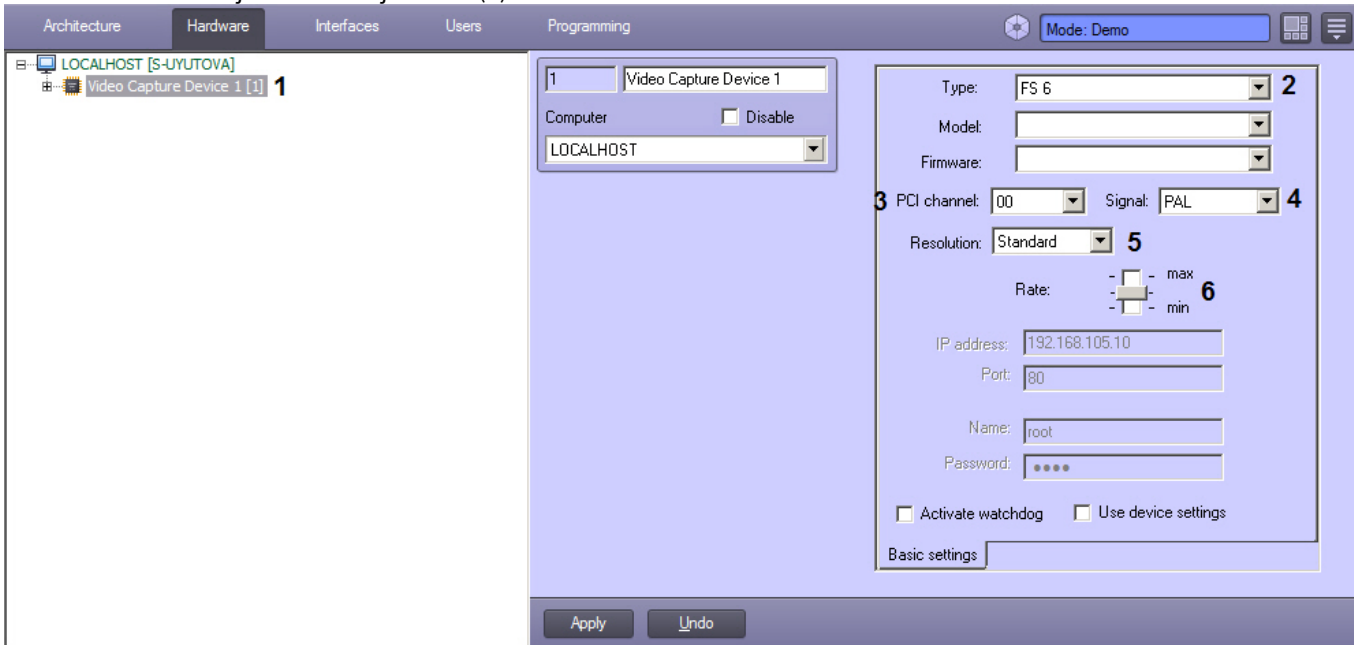 Architecture Hardware Interfaces Users Programming Mode: Demo
LOCALHOST [S-UYUTOVA]
Video Capture Device 1 [1] 1
1 Video Capture Device 1
Computer Disable
LOCALHOST
Type: FS 6 2
Model:
Firmware:
3 PCI channel: 00 Signal: PAL 4
Resolution: Standard 5
max
Rate: 6
min
IP address: 192.168.105.10
Port: 80
Name: root
Password: ●●●●
Activate watchdog Use device settings
Basic settings
Apply Undo